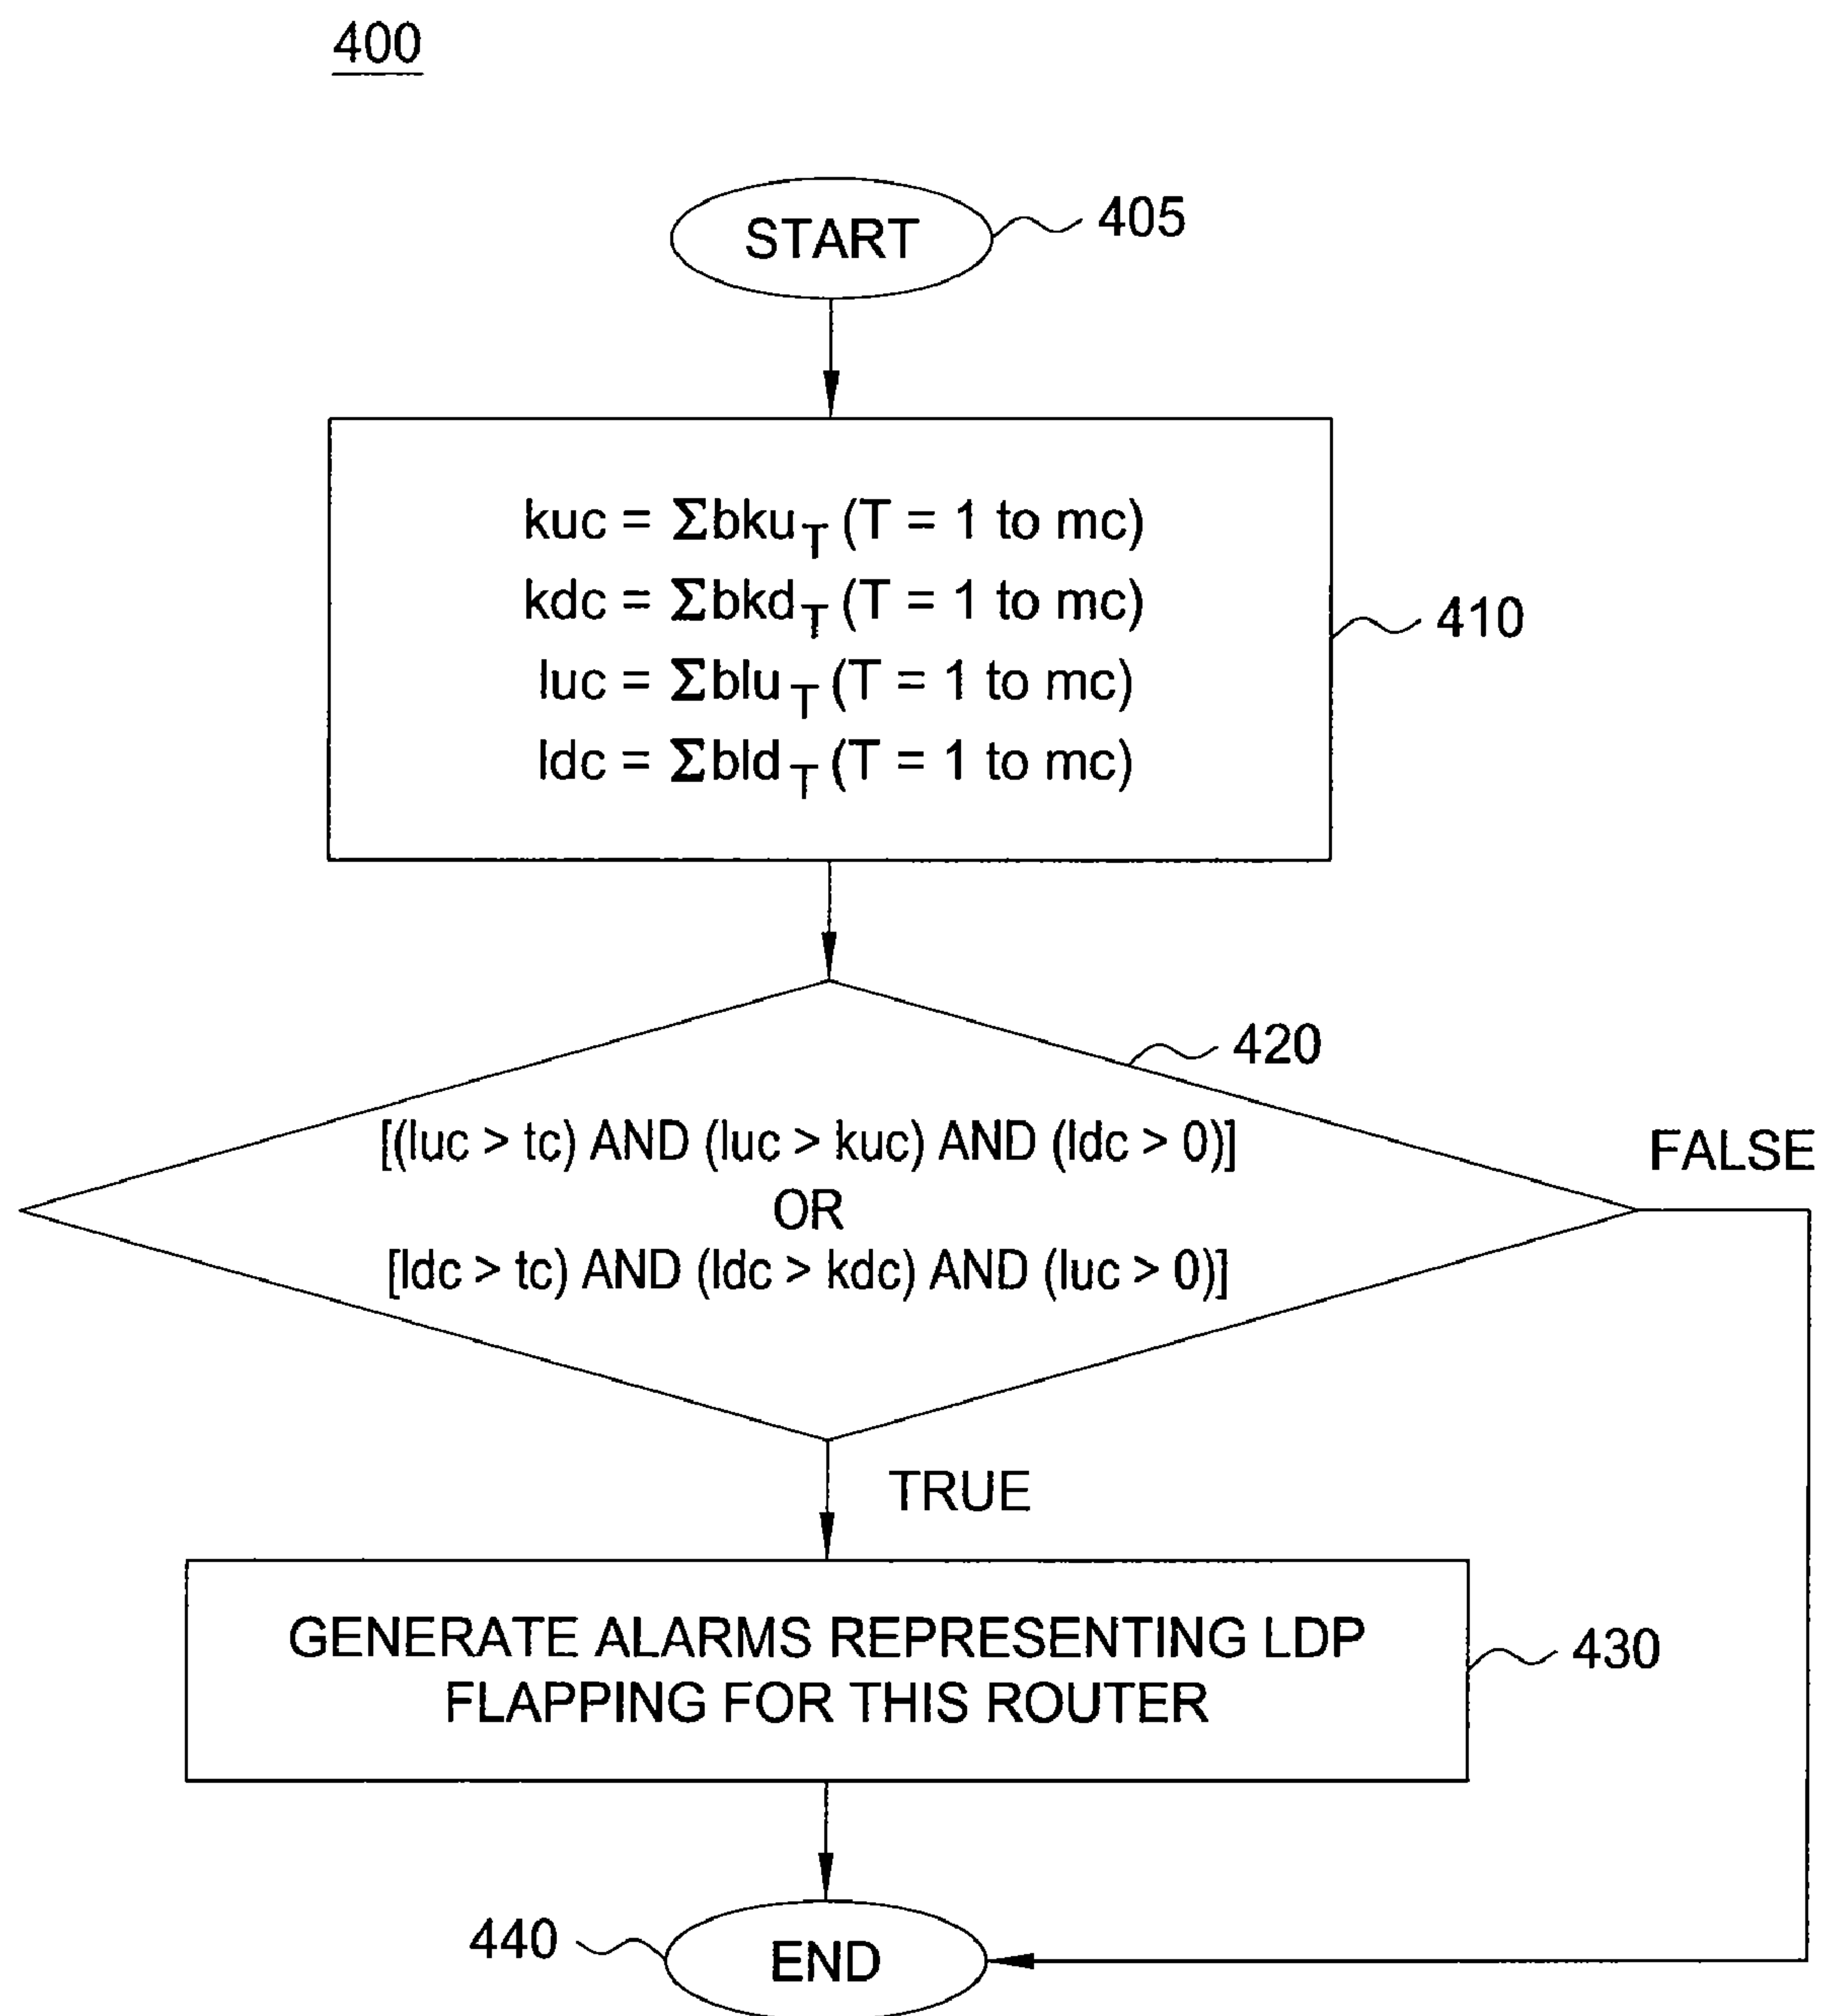 400
START
405
kuc = Σbku_T (T = 1 to mc)
kdc = Σbkd_T (T = 1 to mc)
luc = Σblu_T (T = 1 to mc)
ldc = Σbld_T (T = 1 to mc)
410
420
[(luc > tc) AND (luc > kuc) AND (ldc > 0)]
OR
[ldc > tc) AND (ldc > kdc) AND (luc > 0)]
FALSE
TRUE
GENERATE ALARMS REPRESENTING LDP
FLAPPING FOR THIS ROUTER
430
440
END